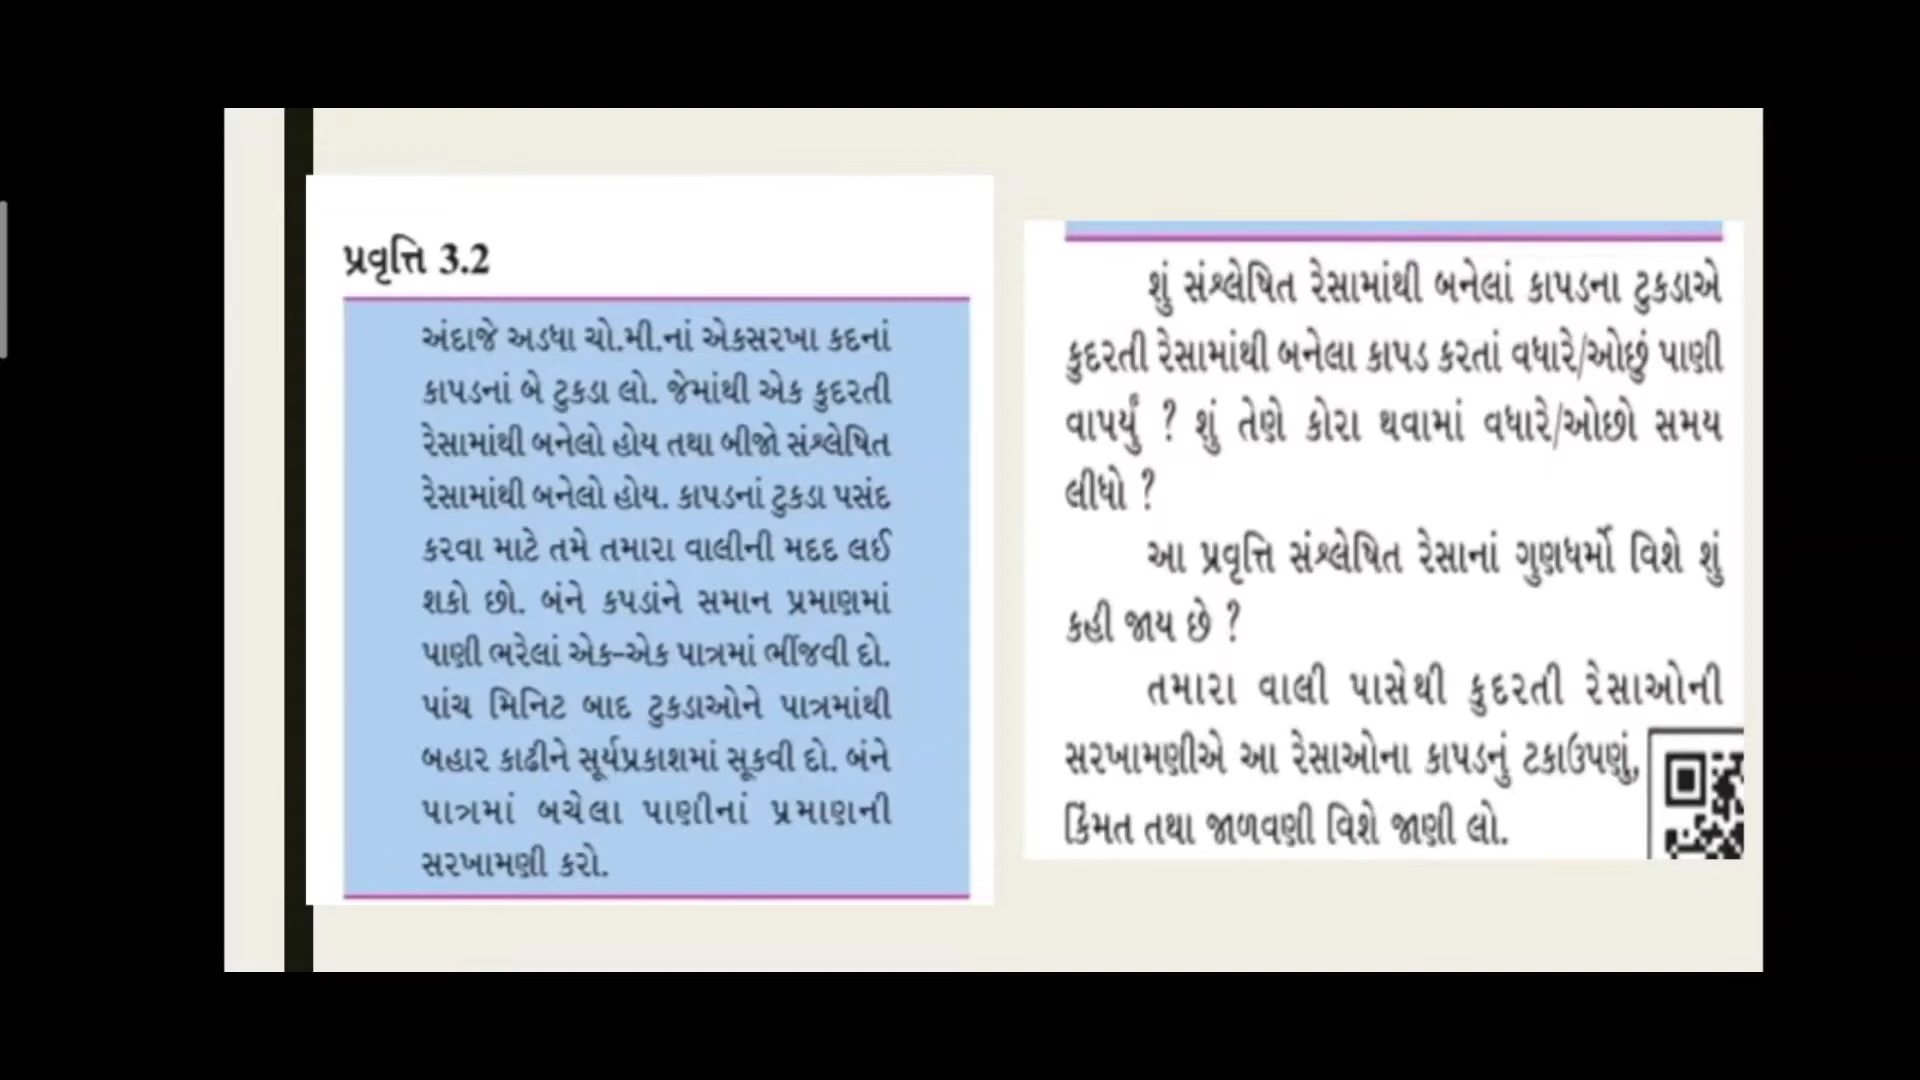 પ્રવૃત્તિ 3.2
અંદાજે અડધા ચો.મી.નાં એકસરખા કદનાં
કાપડનાં બે ટુકડા લો. જેમાંથી એક કુદરતી
રેસામાંથી બનેલો હોય તથા બીજો સંશ્લેષિત
રેસામાંથી બનેલો હોય. કાપડનાં ટુકડા પસંદ
કરવા માટે તમે તમારા વાલીની મદદ લઈ
શકો છો. બંને કપડાંને સમાન પ્રમાણમાં
પાણી ભરેલાં એક-એક પાત્રમાં ભીંજવી દો.
પાંચ મિનિટ બાદ ટુકડાઓને પાત્રમાંથી
બહાર કાઢીને સૂર્યપ્રકાશમાં સૂકવી દો. બંને
પાત્રમાં બચેલા પાણીનાં પ્રમાણની
સરખામણી કરો.
શું સંશ્લેષિત રેસામાંથી બનેલાં કાપડના ટુકડાએ
કુદરતી રેસામાંથી બનેલા કાપડ કરતાં વધારે/ઓછું પાણી
વાપર્યું ? શું તેણે કોરા થવામાં વધારે/ઓછો સમય
લીધો ?
આ પ્રવૃત્તિ સંશ્લેષિત રેસાનાં ગુણધર્મો વિશે શું
કહી જાય છે ?
તમારા વાલી પાસેથી કુદરતી રેસાઓની
સરખામણીએ આ રેસાઓના કાપડનું ટકાઉપણું,
કિંમત તથા જાળવણી વિશે જાણી લો.